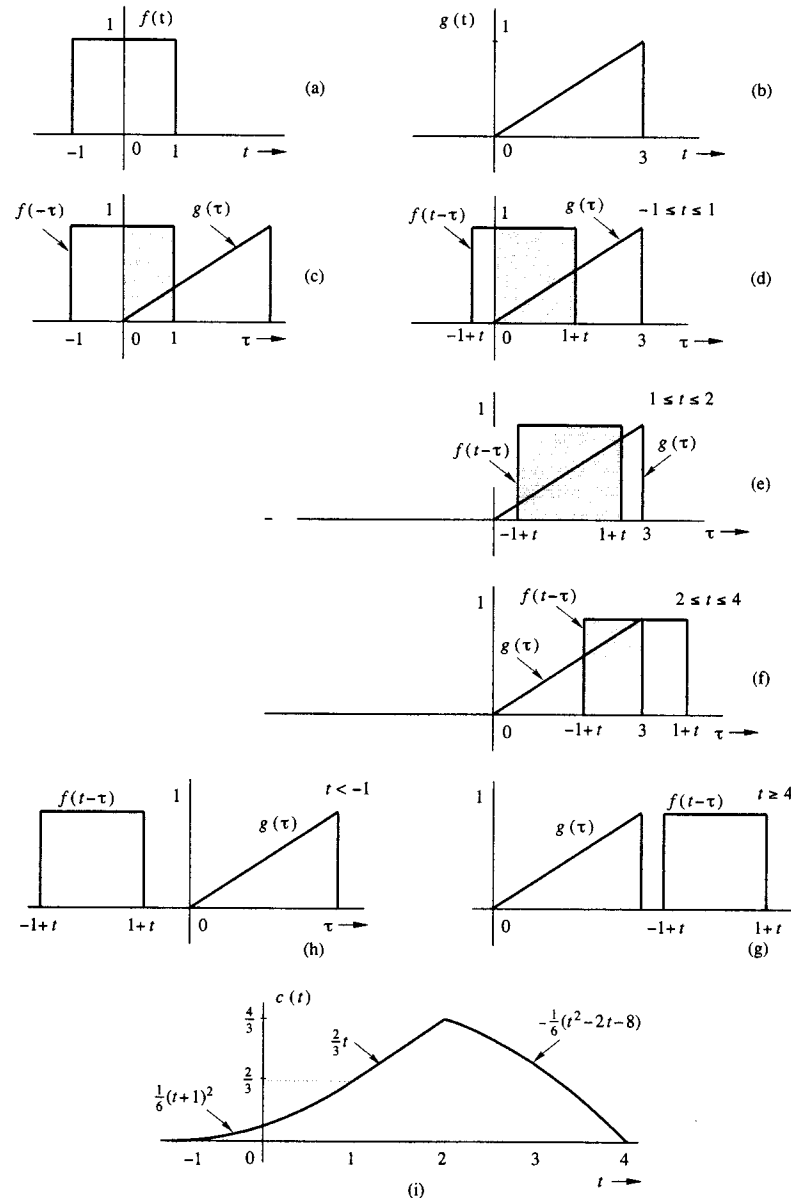 1 f(t)
-1 0 1 t
(a)
g(t) 1
0 3 t
(b)
f(-τ) 1 g(τ)
-1 0 1 τ
(c)
f(t-τ) 1 g(τ) -1 ≤ t ≤ 1
-1+t 0 1+t 3 τ
(d)
1 1 ≤ t ≤ 2
f(t-τ) g(τ)
-1+t 1+t 3 τ
(e)
1 f(t-τ) 2 ≤ t ≤ 4
g(τ)
0 -1+t 3 1+t τ
(f)
f(t-τ) 1 t < -1
g(τ)
-1+t 1+t 0 τ
(h)
1 g(τ) f(t-τ) t ≥ 4
0 -1+t 1+t
(g)
c(t)
4/3
2/3
1/6(t+1)²
2/3 t
-1/6(t²-2t-8)
-1 0 1 2 3 4
t
(i)